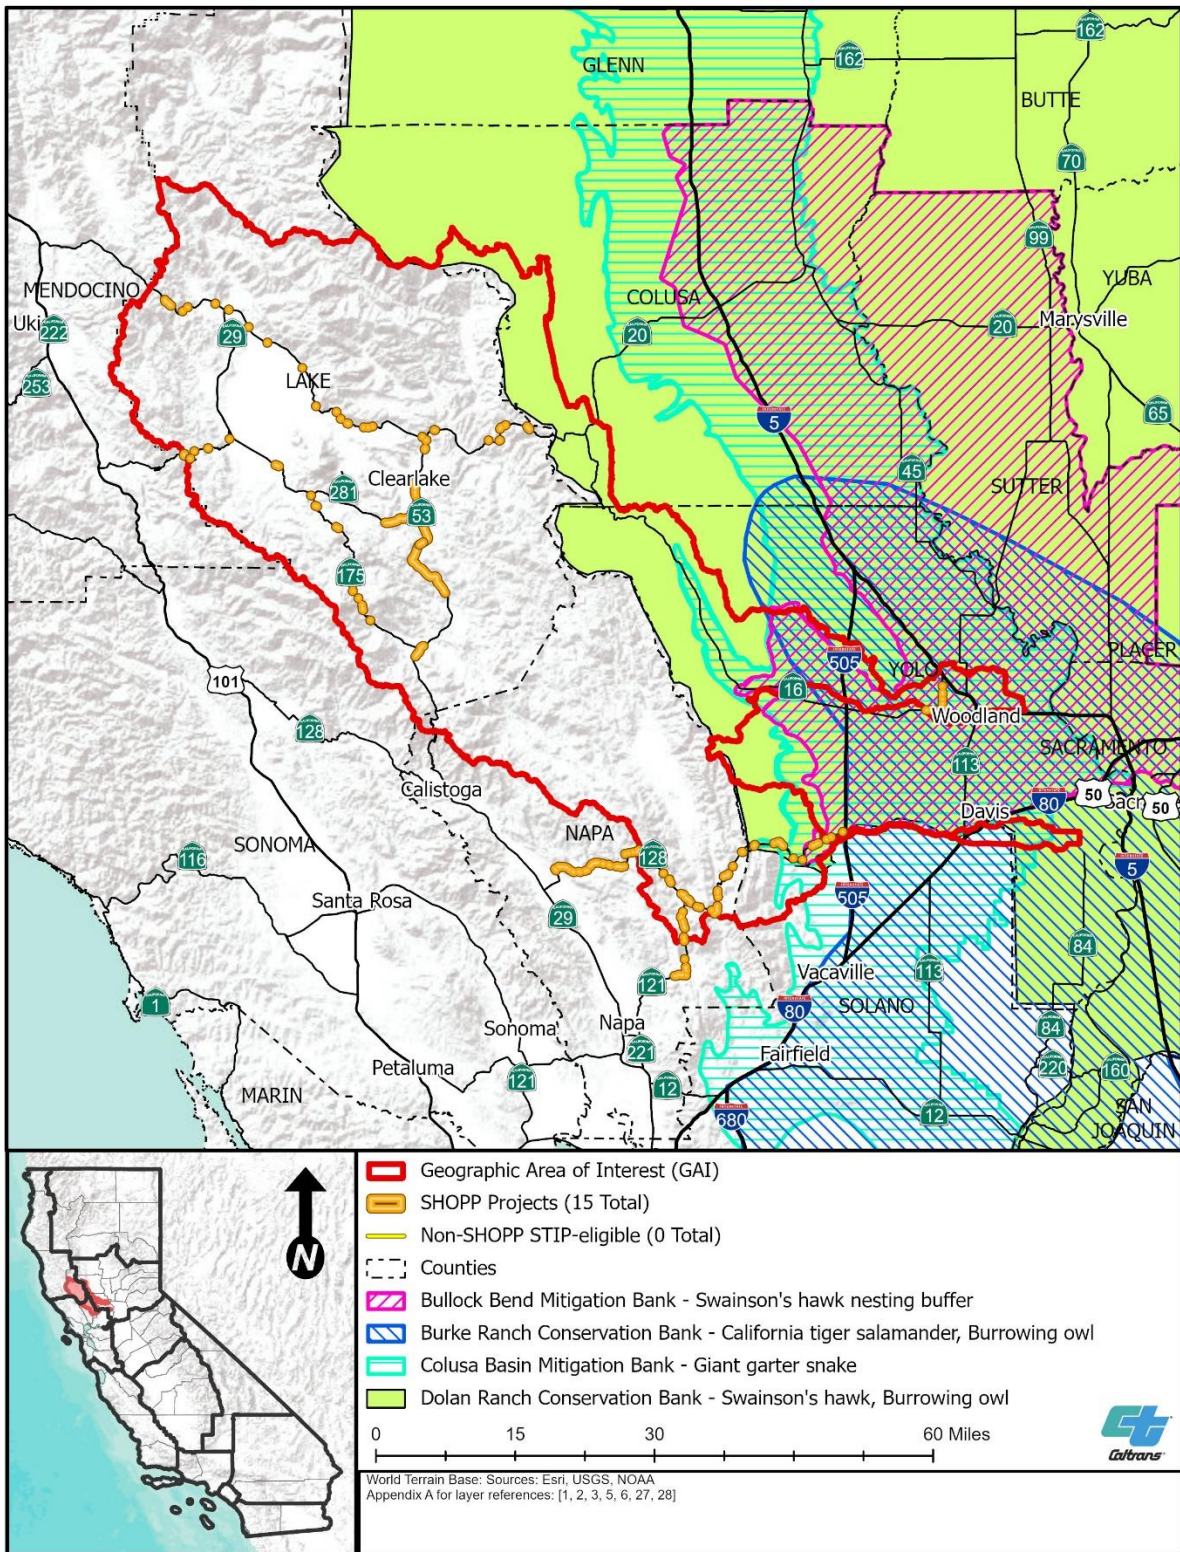 162
GLENN
162
BUTTE
70
99
MENDOCINO
YUBA
COLUSA
Uki
222
29
20
20
Marysville
253
LAKE
5
65
45
Clearlake
281
SUTTER
53
175
PLACER
505
YOLO
101
16
Woodland
128
SACRAMENTO
113
Calistoga
80
50
Davis
Sacr
50
NAPA
SONOMA
116
128
5
505
Santa Rosa
29
84
113
Vacaville
121
1
80
SOLANO
Sonoma
Napa
84
221
Fairfield
Petaluma
220
160
121
12
MARIN
680
12
SAN
JOAQUIN
Geographic Area of Interest (GAI)
SHOPP Projects (15 Total)
Non-SHOPP STIP-eligible (0 Total)
Counties
Bullock Bend Mitigation Bank - Swainson's hawk nesting buffer
Burke Ranch Conservation Bank - California tiger salamander, Burrowing owl
Colusa Basin Mitigation Bank - Giant garter snake
Dolan Ranch Conservation Bank - Swainson's hawk, Burrowing owl
N
0 15 30 60 Miles
Caltrans
World Terrain Base: Sources: Esri, USGS, NOAA
Appendix A for layer references: [1, 2, 3, 5, 6, 27, 28]